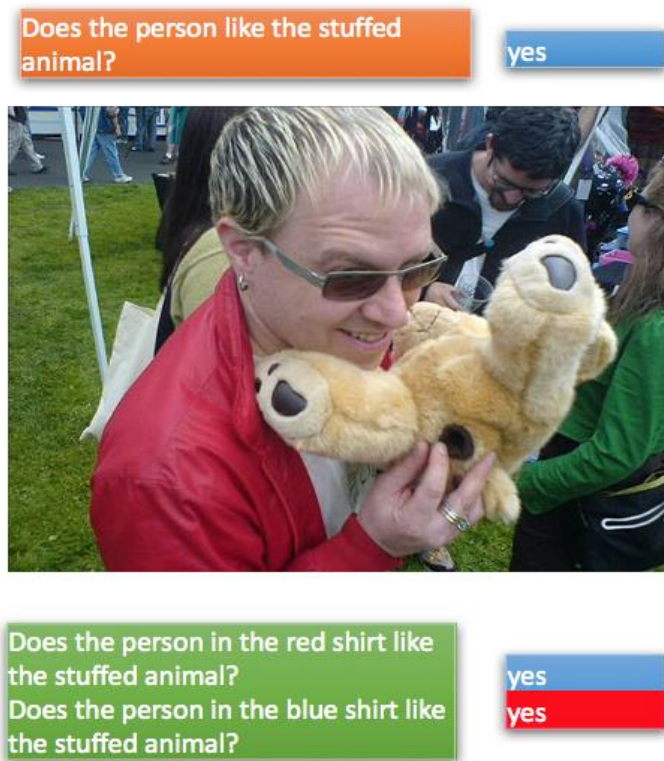 Does the person like the stuffed
animal?
yes
Does the person in the red shirt like
the stuffed animal?
yes
Does the person in the blue shirt like
the stuffed animal?
yes